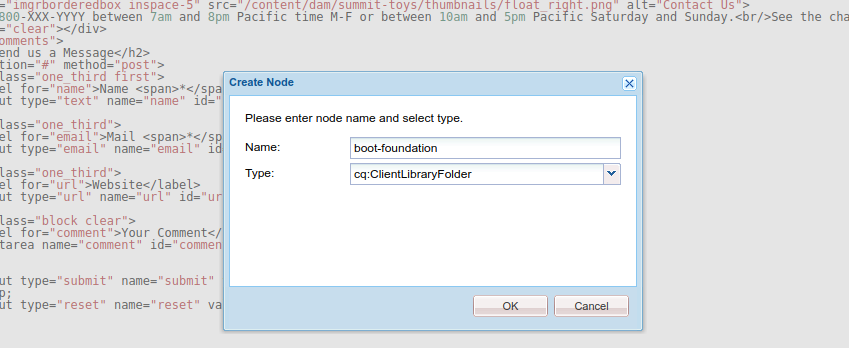 ="imgrborderedbox inspace-5" src="/content/dam/summit-toys/thumbnails/float_right.png" alt="Contact Us">
800-XXX-YYYY between 7am and 8pm Pacific time M-F or between 10am and 5pm Pacific Saturday and Sunday.<br/>See the cha
="clear"></div>
omments">
end us a Message</h2>
tion="#" method="post">
class="one_third first">
el for="name">Name <span>*</sp
ut type="text" name="name" id=
class="one_third">
el for="email">Mail <span>*</sp
ut type="email" name="email" id
class="one_third">
el for="url">Website</label>
ut type="url" name="url" id="ur
class="block clear">
el for="comment">Your Comment</
tarea name="comment" id="commen
ut type="submit" name="submit"
p;
ut type="reset" name="reset" va
Create Node
Please enter node name and select type.
Name: boot-foundation
Type: cq:ClientLibraryFolder
OK Cancel